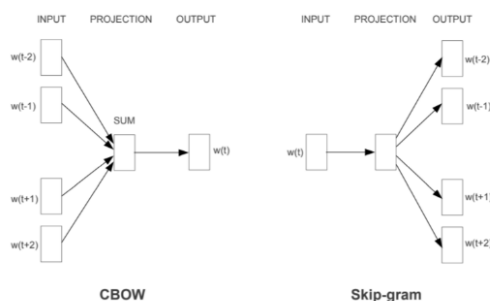 INPUT PROJECTION OUTPUT
w(t-2)
w(t-1)
SUM
w(t)
w(t+1)
w(t+2)
CBOW
INPUT PROJECTION OUTPUT
w(t-2)
w(t-1)
w(t)
w(t+1)
w(t+2)
Skip-gram